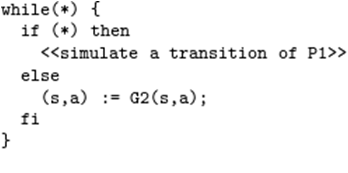 while(*) {
  if (*) then
    <<simulate a transition of P1>>
  else
    (s,a) := G2(s,a);
  fi
}